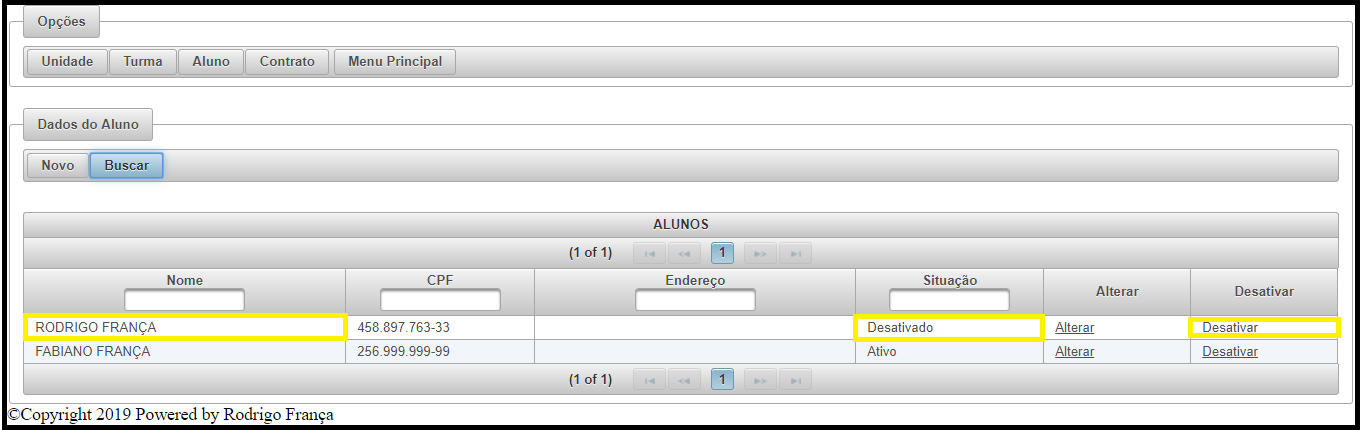 Opções
Unidade Turma Aluno Contrato Menu Principal
Dados do Aluno
Novo Buscar
ALUNOS
(1 of 1) 1
Nome CPF Endereço Situação Alterar Desativar
RODRIGO FRANÇA 458.897.763-33 Desativado Alterar Desativar
FABIANO FRANÇA 256.999.999-99 Ativo Alterar Desativar
(1 of 1) 1
©Copyright 2019 Powered by Rodrigo França